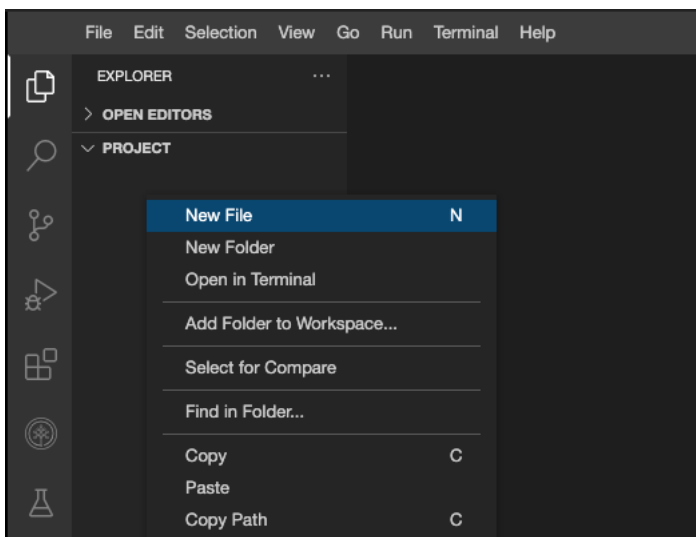 File Edit Selection View Go Run Terminal Help
EXPLORER ...
OPEN EDITORS
PROJECT
New File N
New Folder
Open in Terminal
Add Folder to Workspace...
Select for Compare
Find in Folder...
Copy C
Paste
Copy Path C